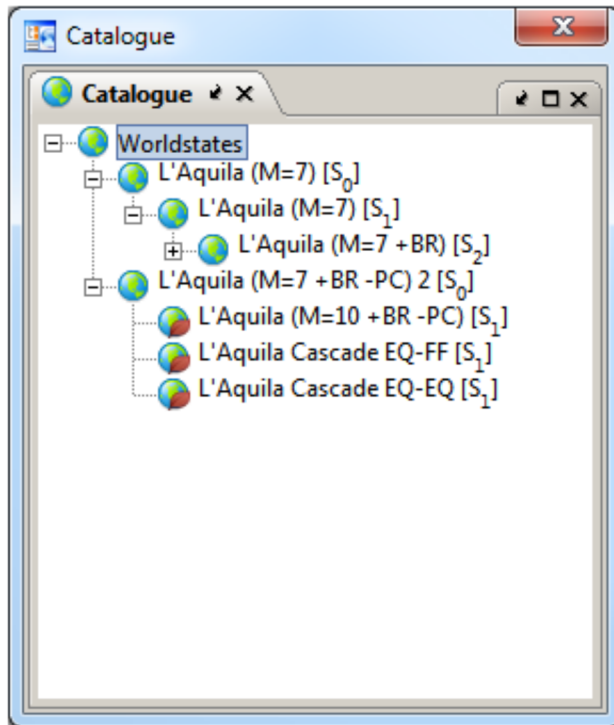 Catalogue
Catalogue
Worldstates
L'Aquila (M=7) [S₀]
L'Aquila (M=7) [S₁]
L'Aquila (M=7 +BR) [S₂]
L'Aquila (M=7 +BR -PC) 2 [S₀]
L'Aquila (M=10 +BR -PC) [S₁]
L'Aquila Cascade EQ-FF [S₁]
L'Aquila Cascade EQ-EQ [S₁]